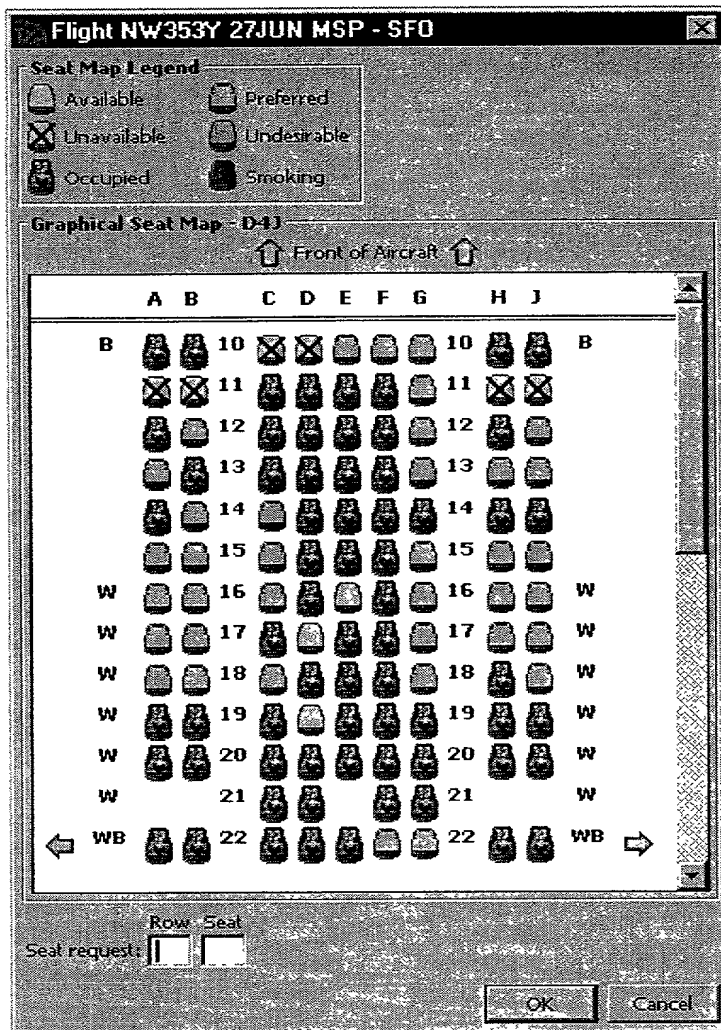 Flight NW353Y 27JUN MSP - SFO
Seat Map Legend
Available Preferred
Unavailable Undesirable
Occupied Smoking
Graphical Seat Map - D4J
Front of Aircraft
A B C D E F G H J
B 10 10 B
11 11
12 12
13 13
14 14
15 15
W 16 16 W
W 17 17 W
W 18 18 W
W 19 19 W
W 20 20 W
W 21 21 W
WB 22 22 WB
Row Seat
Seat request:
OK Cancel